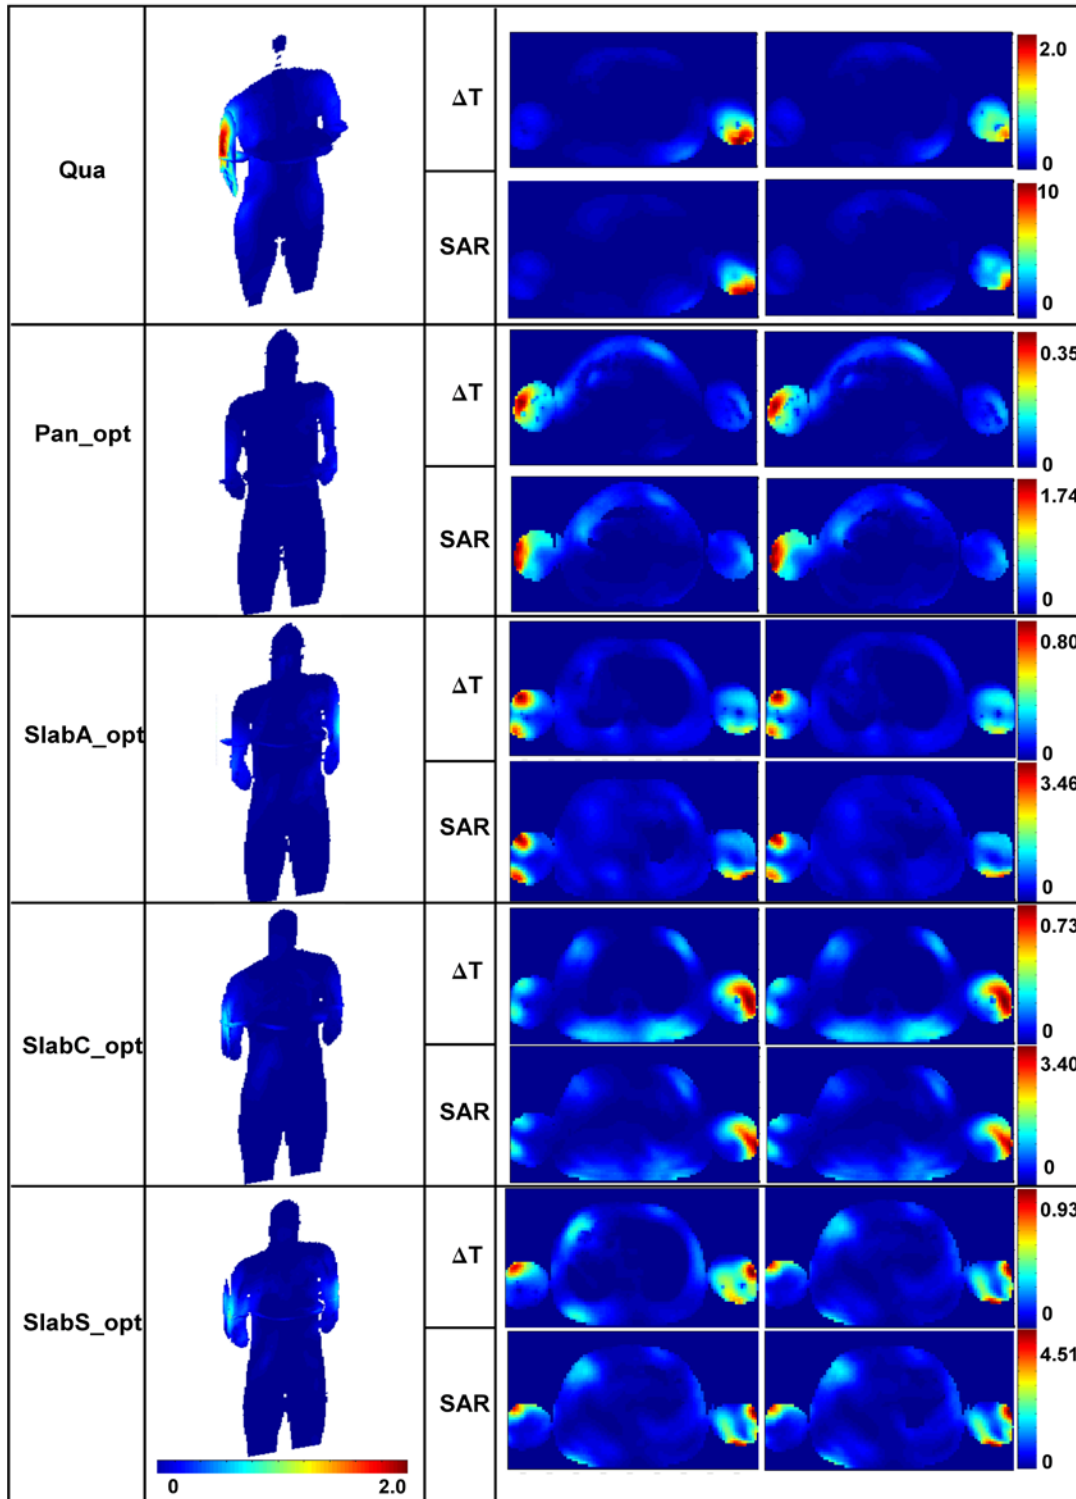 Qua
ΔT
2.0
0
SAR
10
0
Pan_opt
ΔT
0.35
0
SAR
1.74
0
SlabA_opt
ΔT
0.80
0
SAR
3.46
0
SlabC_opt
ΔT
0.73
0
SAR
3.40
0
SlabS_opt
ΔT
0.93
0
SAR
4.51
0
0 2.0